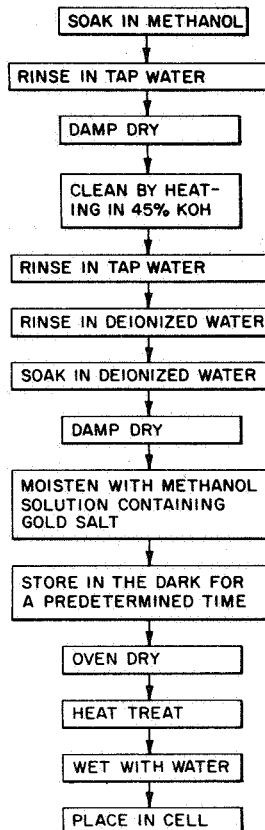 SOAK IN METHANOL
RINSE IN TAP WATER
DAMP DRY
CLEAN BY HEAT-
ING IN 45% KOH
RINSE IN TAP WATER
RINSE IN DEIONIZED WATER
SOAK IN DEIONIZED WATER
DAMP DRY
MOISTEN WITH METHANOL
SOLUTION CONTAINING
GOLD SALT
STORE IN THE DARK FOR
A PREDETERMINED TIME
OVEN DRY
HEAT TREAT
WET WITH WATER
PLACE IN CELL